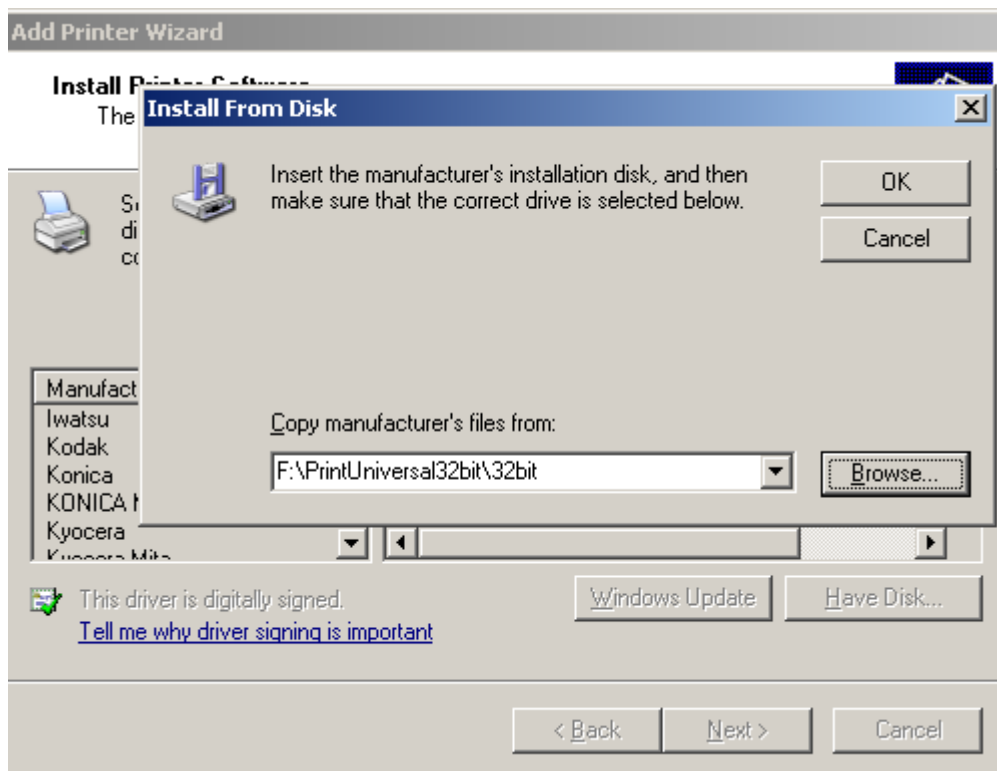 Add Printer Wizard
Install
The
Install From Disk
Insert the manufacturer's installation disk, and then
make sure that the correct drive is selected below.
OK
Cancel
Copy manufacturer's files from:
F:\PrintUniversal32bit\32bit
Browse...
Manufact
Iwatsu
Kodak
Konica
KONICA
Kyocera
This driver is digitally signed.
Tell me why driver signing is important
Windows Update
Have Disk...
< Back
Next >
Cancel